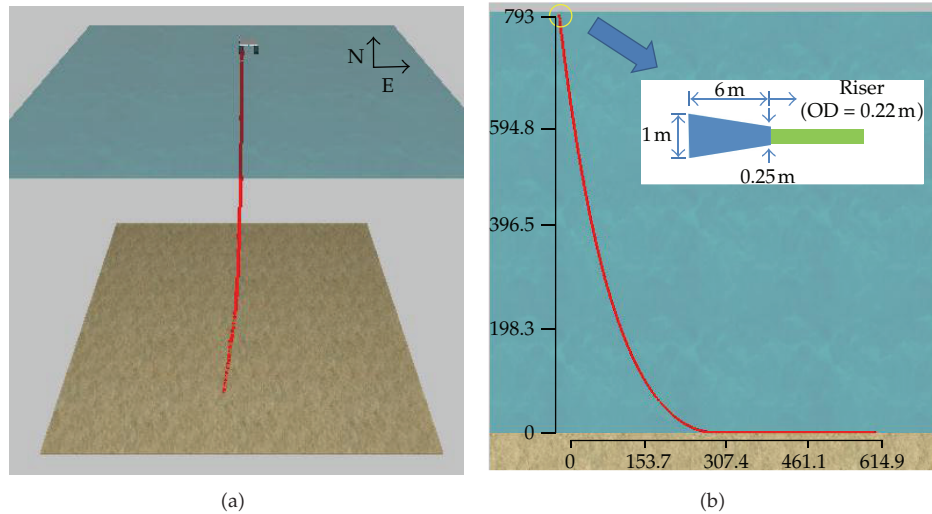 N
E
(a)
793
594.8
396.5
198.3
0
0 153.7 307.4 461.1 614.9
6 m
Riser
(OD = 0.22 m)
1 m
0.25 m
(b)